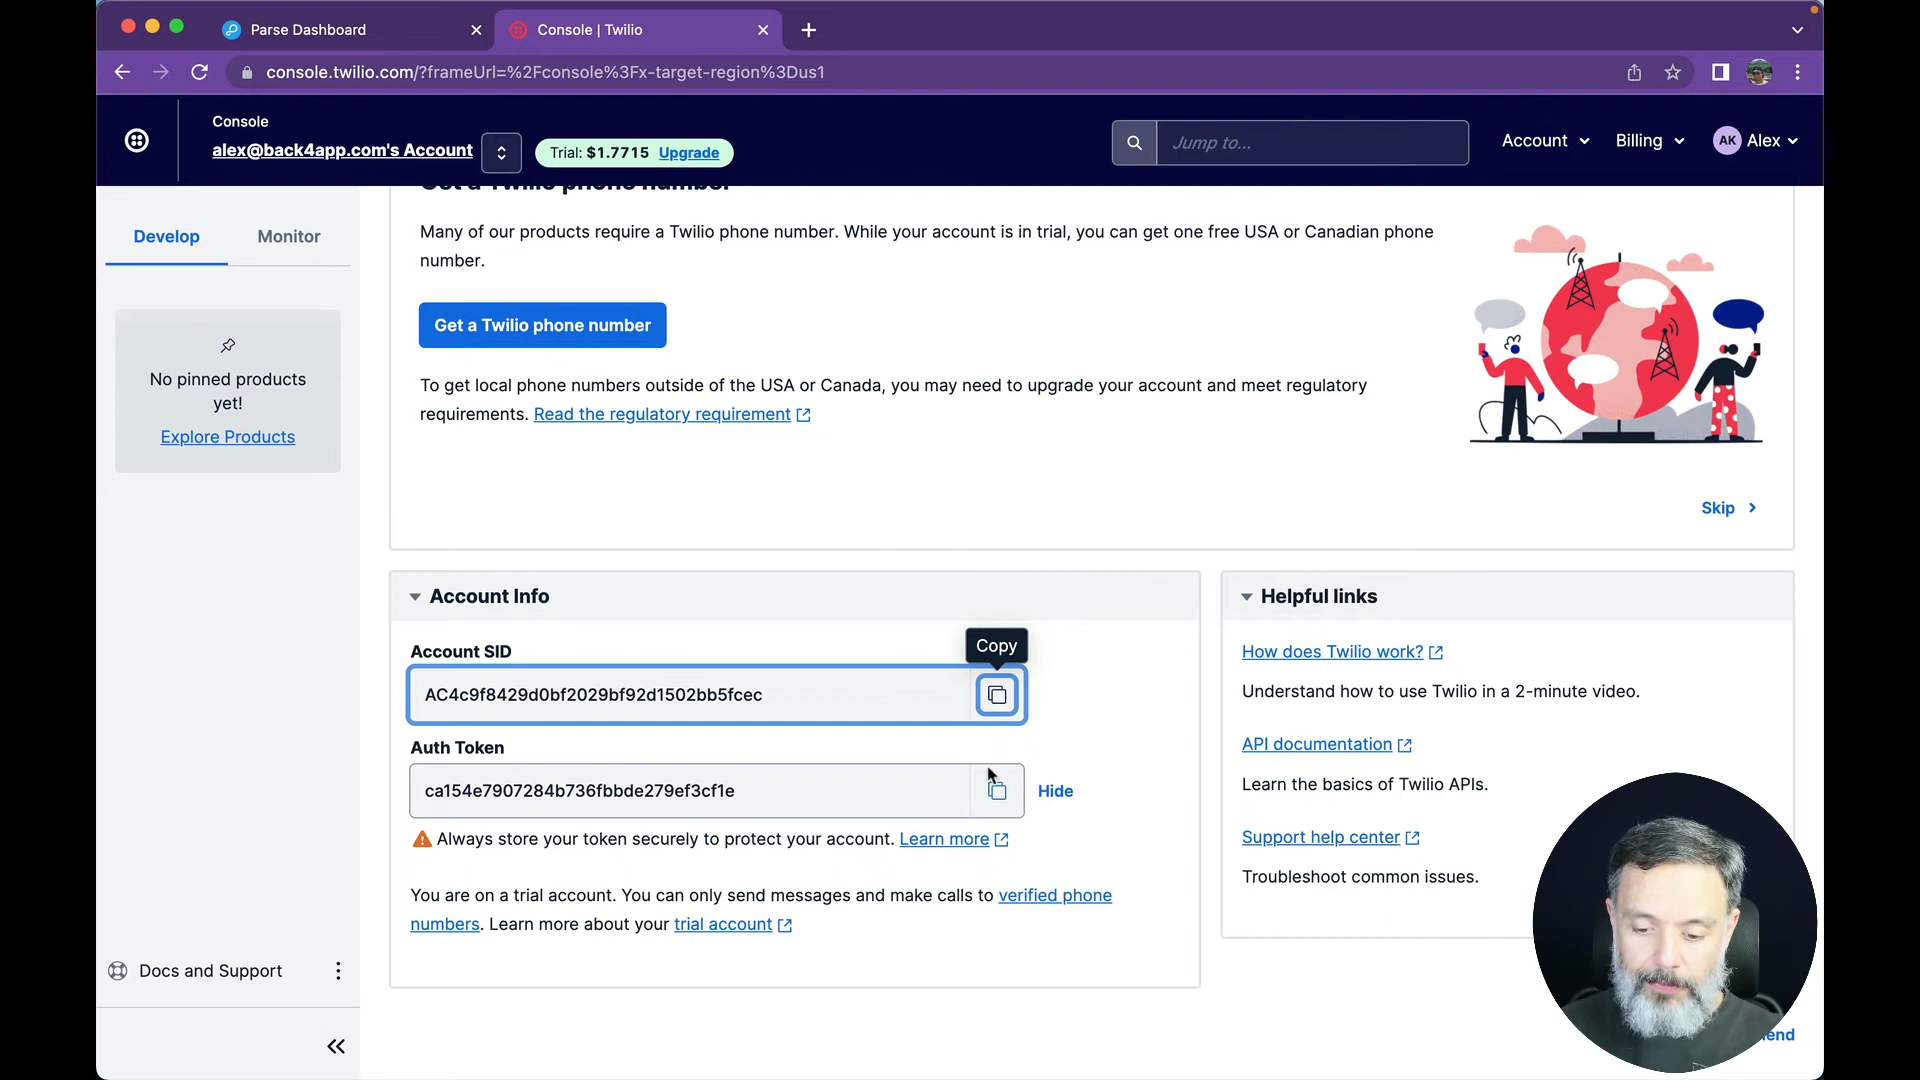 Parse Dashboard
Console | Twilio
console.twilio.com/?frameUrl=%2Fconsole%3Fx-target-region%3Dus1
Console
alex@back4app.com's Account
Trial: $1.7715 Upgrade
Jump to...
Account
Billing
AK Alex
Get a Twilio phone number
Develop
Monitor
Many of our products require a Twilio phone number. While your account is in trial, you can get one free USA or Canadian phone
number.
Get a Twilio phone number
No pinned products
yet!
Explore Products
To get local phone numbers outside of the USA or Canada, you may need to upgrade your account and meet regulatory
requirements. Read the regulatory requirement
Skip
Account Info
Helpful links
Copy
Account SID
AC4c9f8429d0bf2029bf92d1502bb5fcec
Auth Token
ca154e7907284b736fbbde279ef3cf1e
Hide
Always store your token securely to protect your account. Learn more
You are on a trial account. You can only send messages and make calls to verified phone
numbers. Learn more about your trial account
How does Twilio work?
Understand how to use Twilio in a 2-minute video.
API documentation
Learn the basics of Twilio APIs.
Support help center
Troubleshoot common issues.
Docs and Support